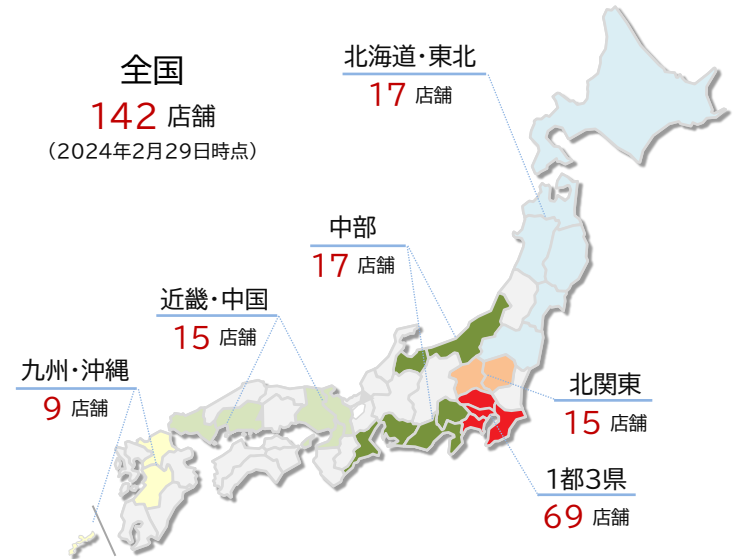 全国
142 店舗
（2024年2月29日時点）
北海道・東北
17 店舗
中部
17 店舗
近畿・中国
15 店舗
九州・沖縄
9 店舗
北関東
15 店舗
1都3県
69 店舗